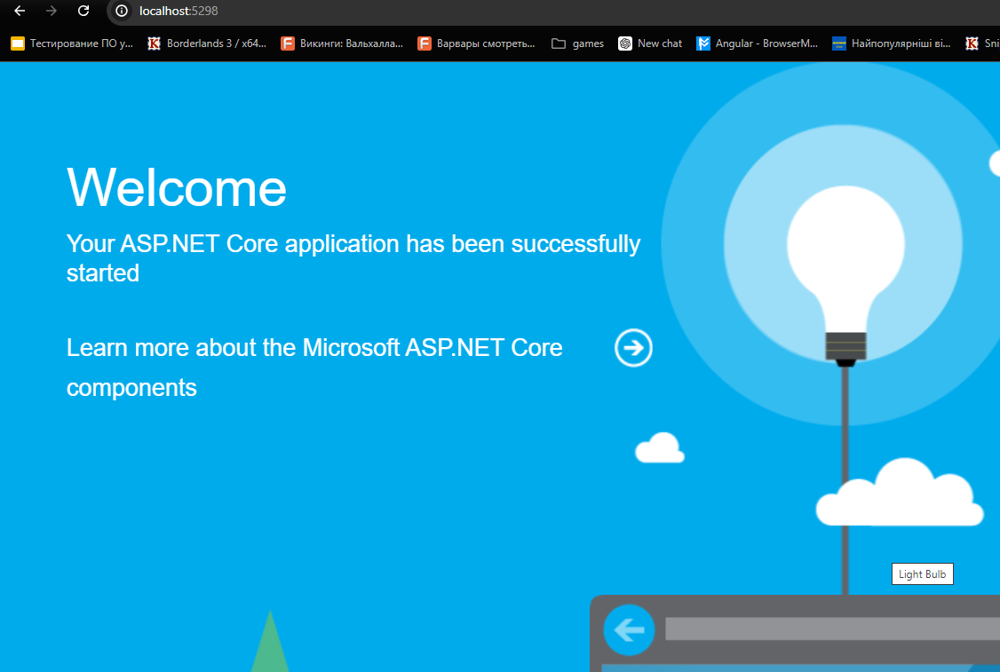 localhost:5298
Тестирование ПО у...
Borderlands 3 / x64...
Викинги: Вальхалла...
Варвары смотреть...
games
New chat
Angular - BrowserM...
Найпопулярніші ві...
Sni
Welcome
Your ASP.NET Core application has been successfully
started
Learn more about the Microsoft ASP.NET Core
components
Light Bulb